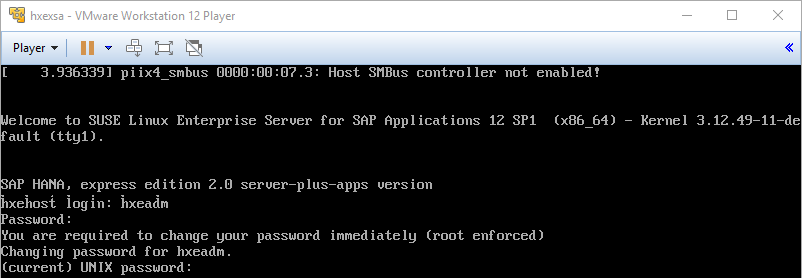 hxexsa - VMware Workstation 12 Player
Player
[    3.936339] piix4_smbus 0000:00:07.3: Host SMBus controller not enabled!
Welcome to SUSE Linux Enterprise Server for SAP Applications 12 SP1  (x86_64) - Kernel 3.12.49-11-de
fault (tty1).
SAP HANA, express edition 2.0 server-plus-apps version
hxehost login: hxeadm
Password:
You are required to change your password immediately (root enforced)
Changing password for hxeadm.
(current) UNIX password: